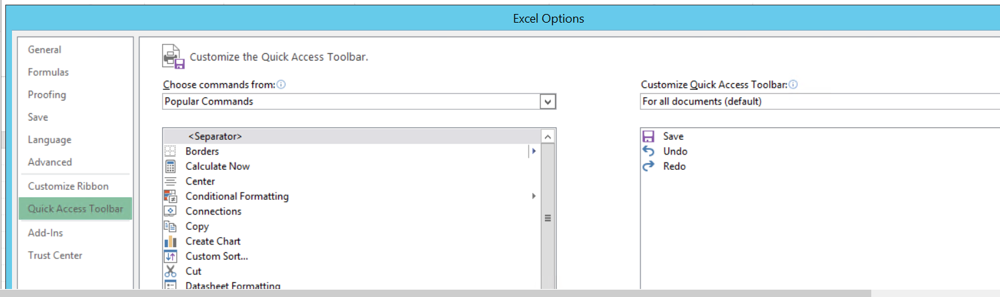 Excel Options
General
Formulas
Proofing
Save
Language
Advanced
Customize Ribbon
Quick Access Toolbar
Add-Ins
Trust Center
Customize the Quick Access Toolbar.
Choose commands from:
Popular Commands
<Separator>
Borders
Calculate Now
Center
Conditional Formatting
Connections
Copy
Create Chart
Custom Sort...
Cut
Datasheet Formatting
Customize Quick Access Toolbar:
For all documents (default)
Save
Undo
Redo